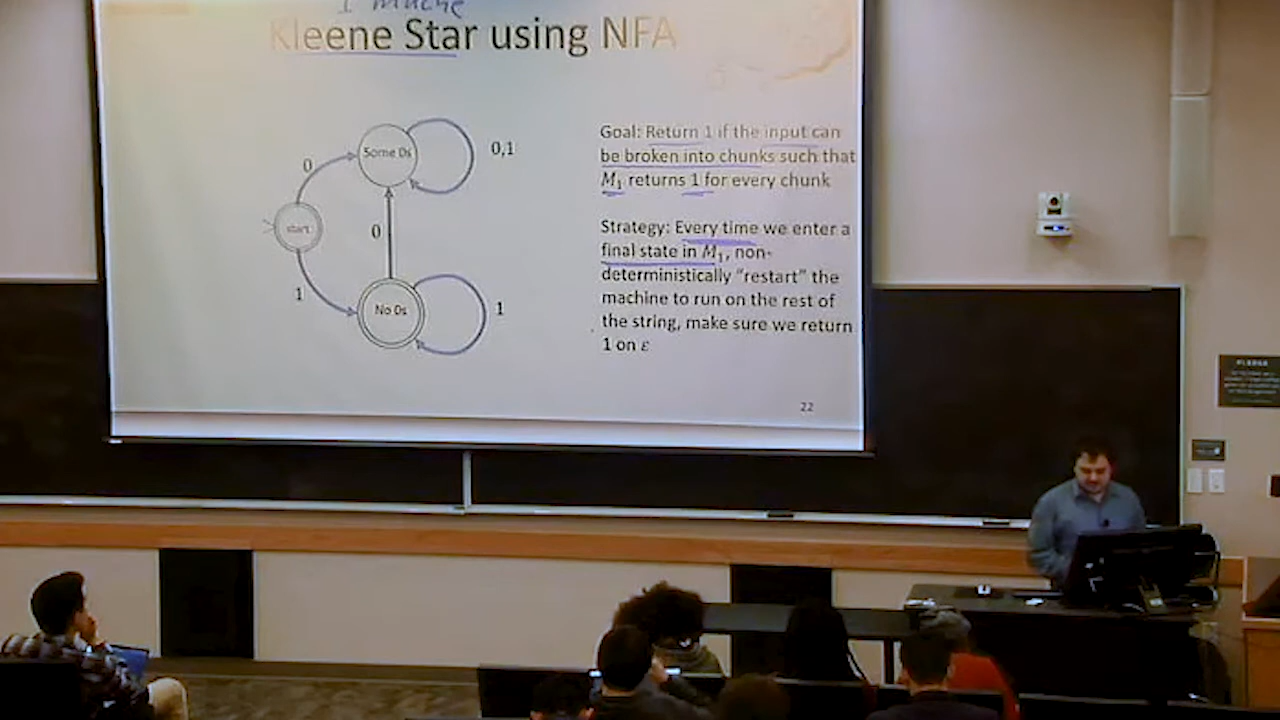 I
Kleene Star using NFA
Goal: Return 1 if the input can
be broken into chunks such that
M₁ returns 1 for every chunk
Strategy: Every time we enter a
final state in M₁, non-
deterministically "restart" the
machine to run on the rest of
the string, make sure we return
1 on ε
Some 0s
0,1
0
start
0
1
No 0s
1
22
PLEDGE